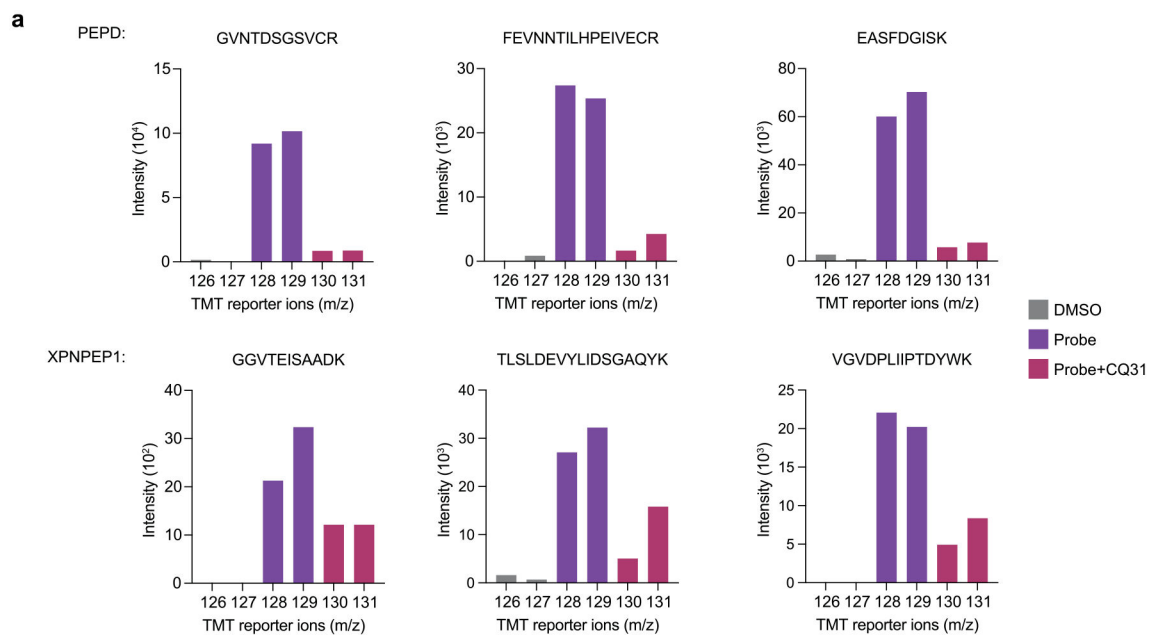 a
PEPD:
GVNTDSGSVCR
Intensity (10⁴)
15
10
5
0
126 127 128 129 130 131
TMT reporter ions (m/z)
FEVNNTILHPEIVECR
Intensity (10³)
30
20
10
0
126 127 128 129 130 131
TMT reporter ions (m/z)
EASFDGISK
Intensity (10³)
80
60
40
20
0
126 127 128 129 130 131
TMT reporter ions (m/z)
DMSO
Probe
Probe+CQ31
XPNPEP1:
GGVTEISAADK
Intensity (10²)
40
30
20
10
0
126 127 128 129 130 131
TMT reporter ions (m/z)
TLSLDEVYLIDSGAQYK
Intensity (10³)
40
30
20
10
0
126 127 128 129 130 131
TMT reporter ions (m/z)
VGVDPLIIPTDYWK
Intensity (10³)
25
20
15
10
5
0
126 127 128 129 130 131
TMT reporter ions (m/z)